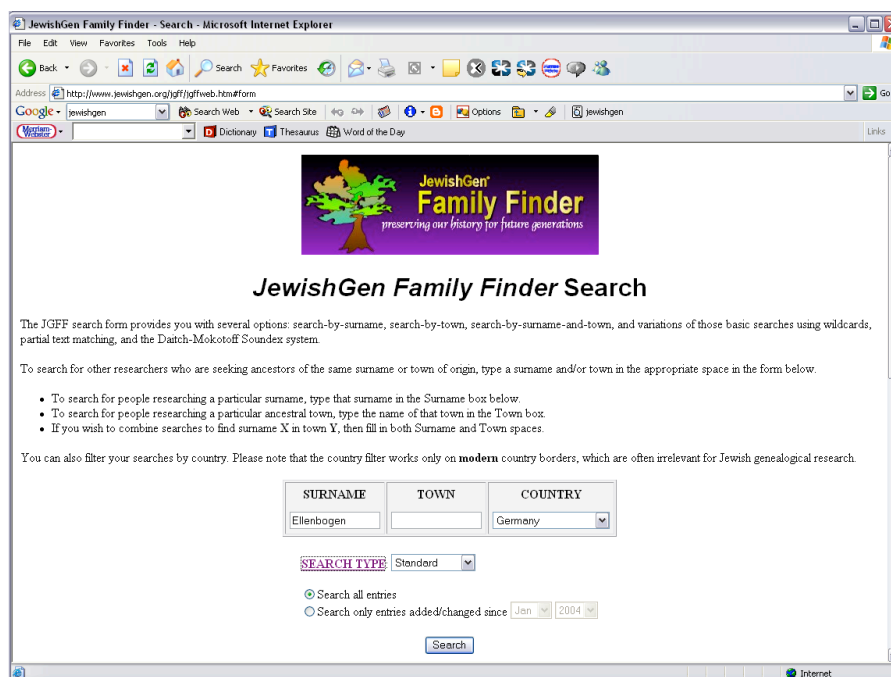 JewishGen Family Finder - Search - Microsoft Internet Explorer
File Edit View Favorites Tools Help
Back Search Favorites
Address http://www.jewishgen.org/jgff/jgffweb.htm#form Go
Google jewishgen Search Web Search Site Options jewishgen
Merriam-Webster Dictionary Thesaurus Word of the Day Links
JewishGen
Family Finder
preserving our history for future generations
JewishGen Family Finder Search
The JGFF search form provides you with several options: search-by-surname, search-by-town, search-by-surname-and-town, and variations of those basic searches using wildcards,
partial text matching, and the Daitch-Mokotoff Soundex system.
To search for other researchers who are seeking ancestors of the same surname or town of origin, type a surname and/or town in the appropriate space in the form below.
• To search for people researching a particular surname, type that surname in the Surname box below.
• To search for people researching a particular ancestral town, type the name of that town in the Town box.
• If you wish to combine searches to find surname X in town Y, then fill in both Surname and Town spaces.
You can also filter your searches by country. Please note that the country filter works only on modern country borders, which are often irrelevant for Jewish genealogical research.
SURNAME TOWN COUNTRY
Ellenbogen Germany
SEARCH TYPE Standard
Search all entries
Search only entries added/changed since Jan 2004
Search
Internet